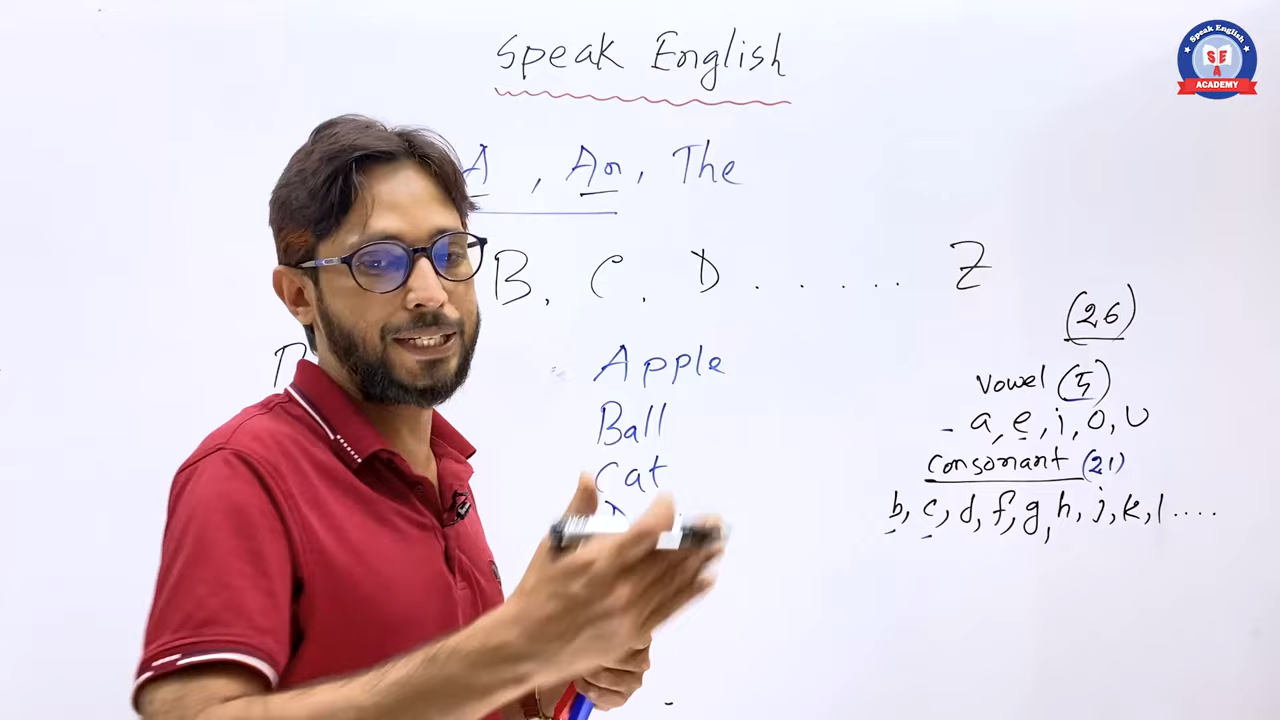 Speak English
Speak English
SE
A
ACADEMY
A, An, The
B, C, D . . . . . . Z
(26)
Apple
Ball
Cat
Vowel (5)
- a, e, i, o, U
Consonant (21)
b, c, d, f, g, h, j, k, l ....